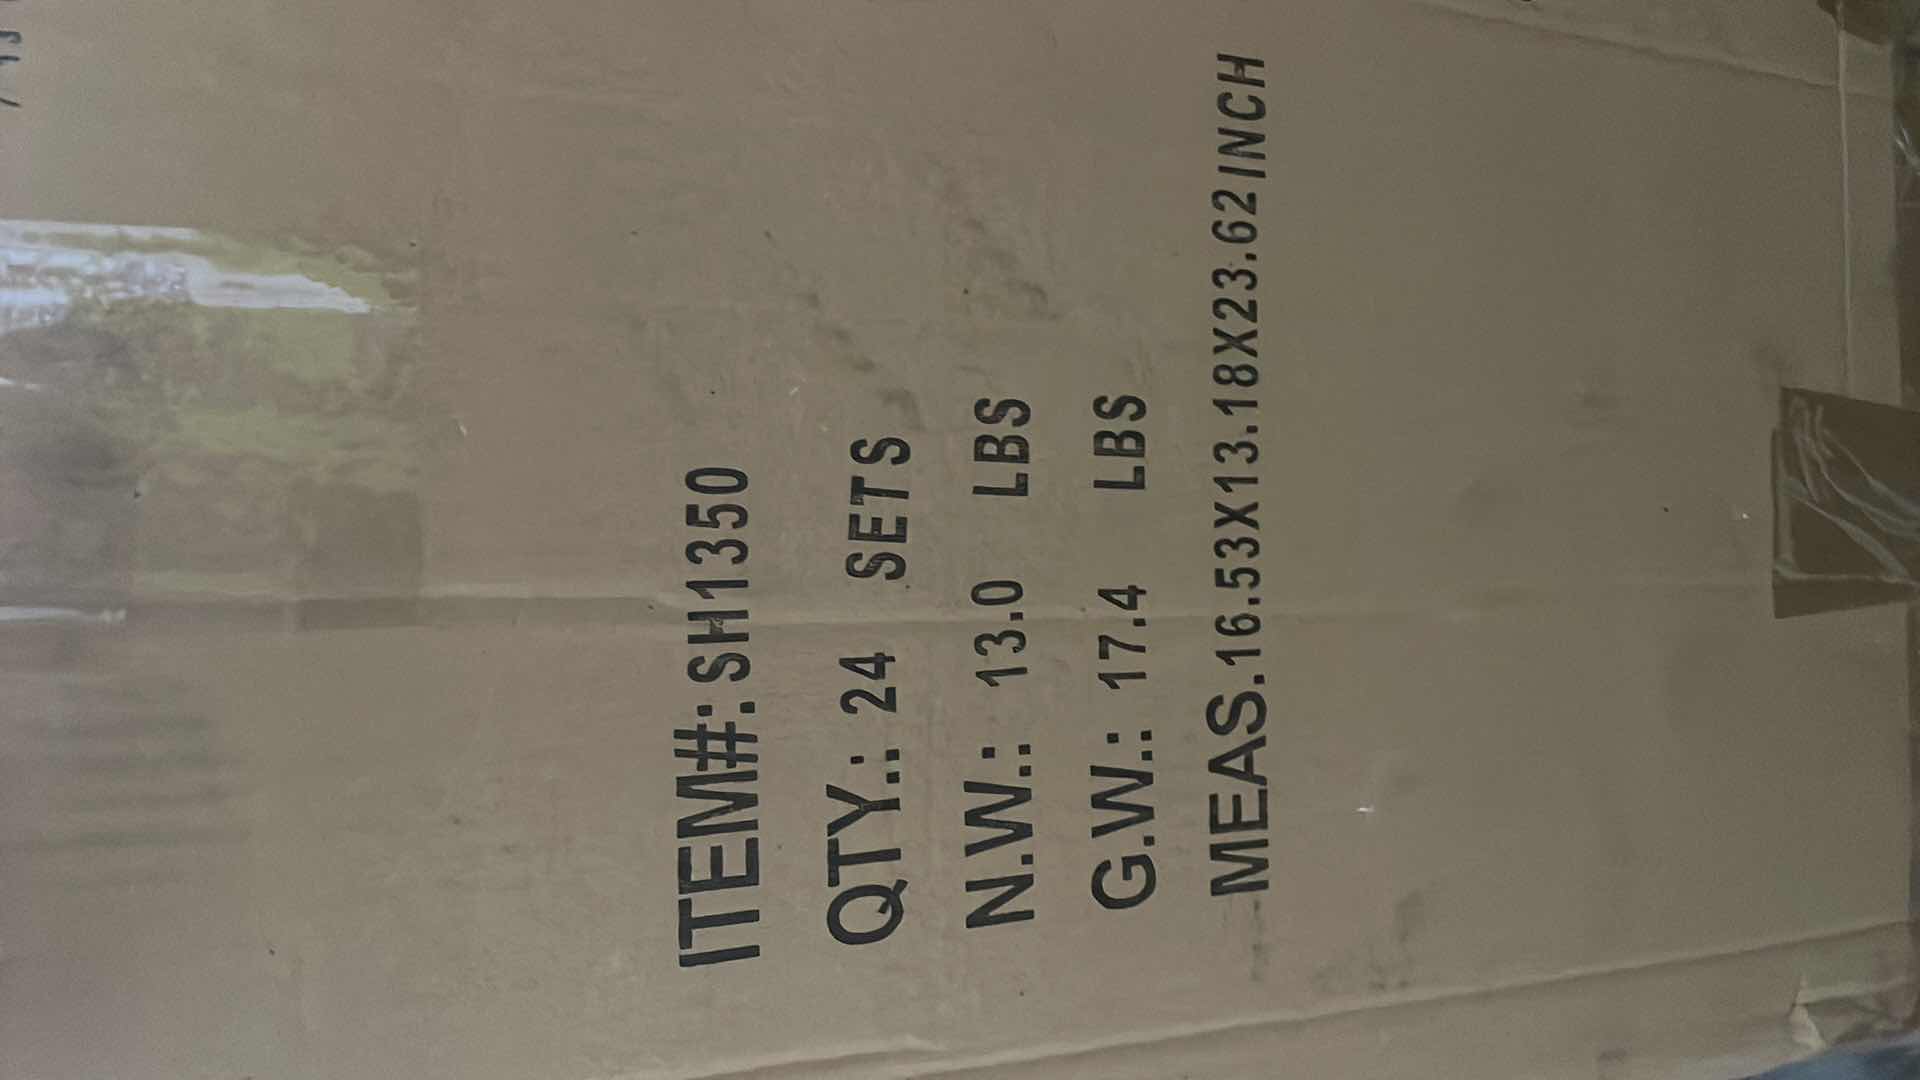 ITEM#:SH1350
QTY.: 24 SETS
N.W.: 13.0 LBS
G.W.: 17.4 LBS
MEAS.16.53X13.18X23.62INCH